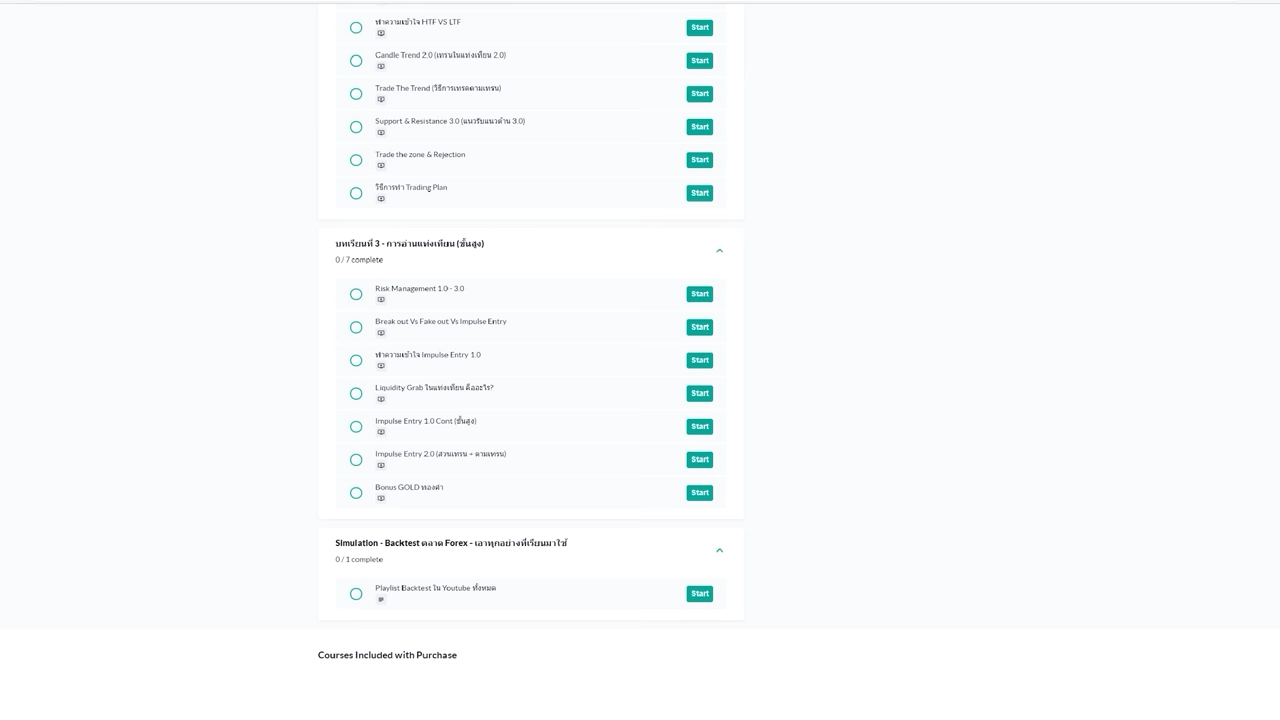 ทำความเข้าใจ HTF VS LTF
Start
Candle Trend 2.0 (เทรนในแท่งเทียน 2.0)
Start
Trade The Trend (วิธีการเทรดตามเทรน)
Start
Support & Resistance 3.0 (แนวรับแนวต้าน 3.0)
Start
Trade the zone & Rejection
Start
วิธีการทำ Trading Plan
Start
บทเรียนที่ 3 - การอ่านแท่งเทียน (ขั้นสูง)
0 / 7 complete
Risk Management 1.0 - 3.0
Start
Break out Vs Fake out Vs Impulse Entry
Start
ทำความเข้าใจ Impulse Entry 1.0
Start
Liquidity Grab ในแท่งเทียน คืออะไร?
Start
Impulse Entry 1.0 Cont (ขั้นสูง)
Start
Impulse Entry 2.0 (สวนเทรน + ตามเทรน)
Start
Bonus GOLD ทองคำ
Start
Simulation - Backtest ตลาด Forex - เอาทุกอย่างที่เรียนมาใช้
0 / 1 complete
Playlist Backtest ใน Youtube ทั้งหมด
Start
Courses Included with Purchase